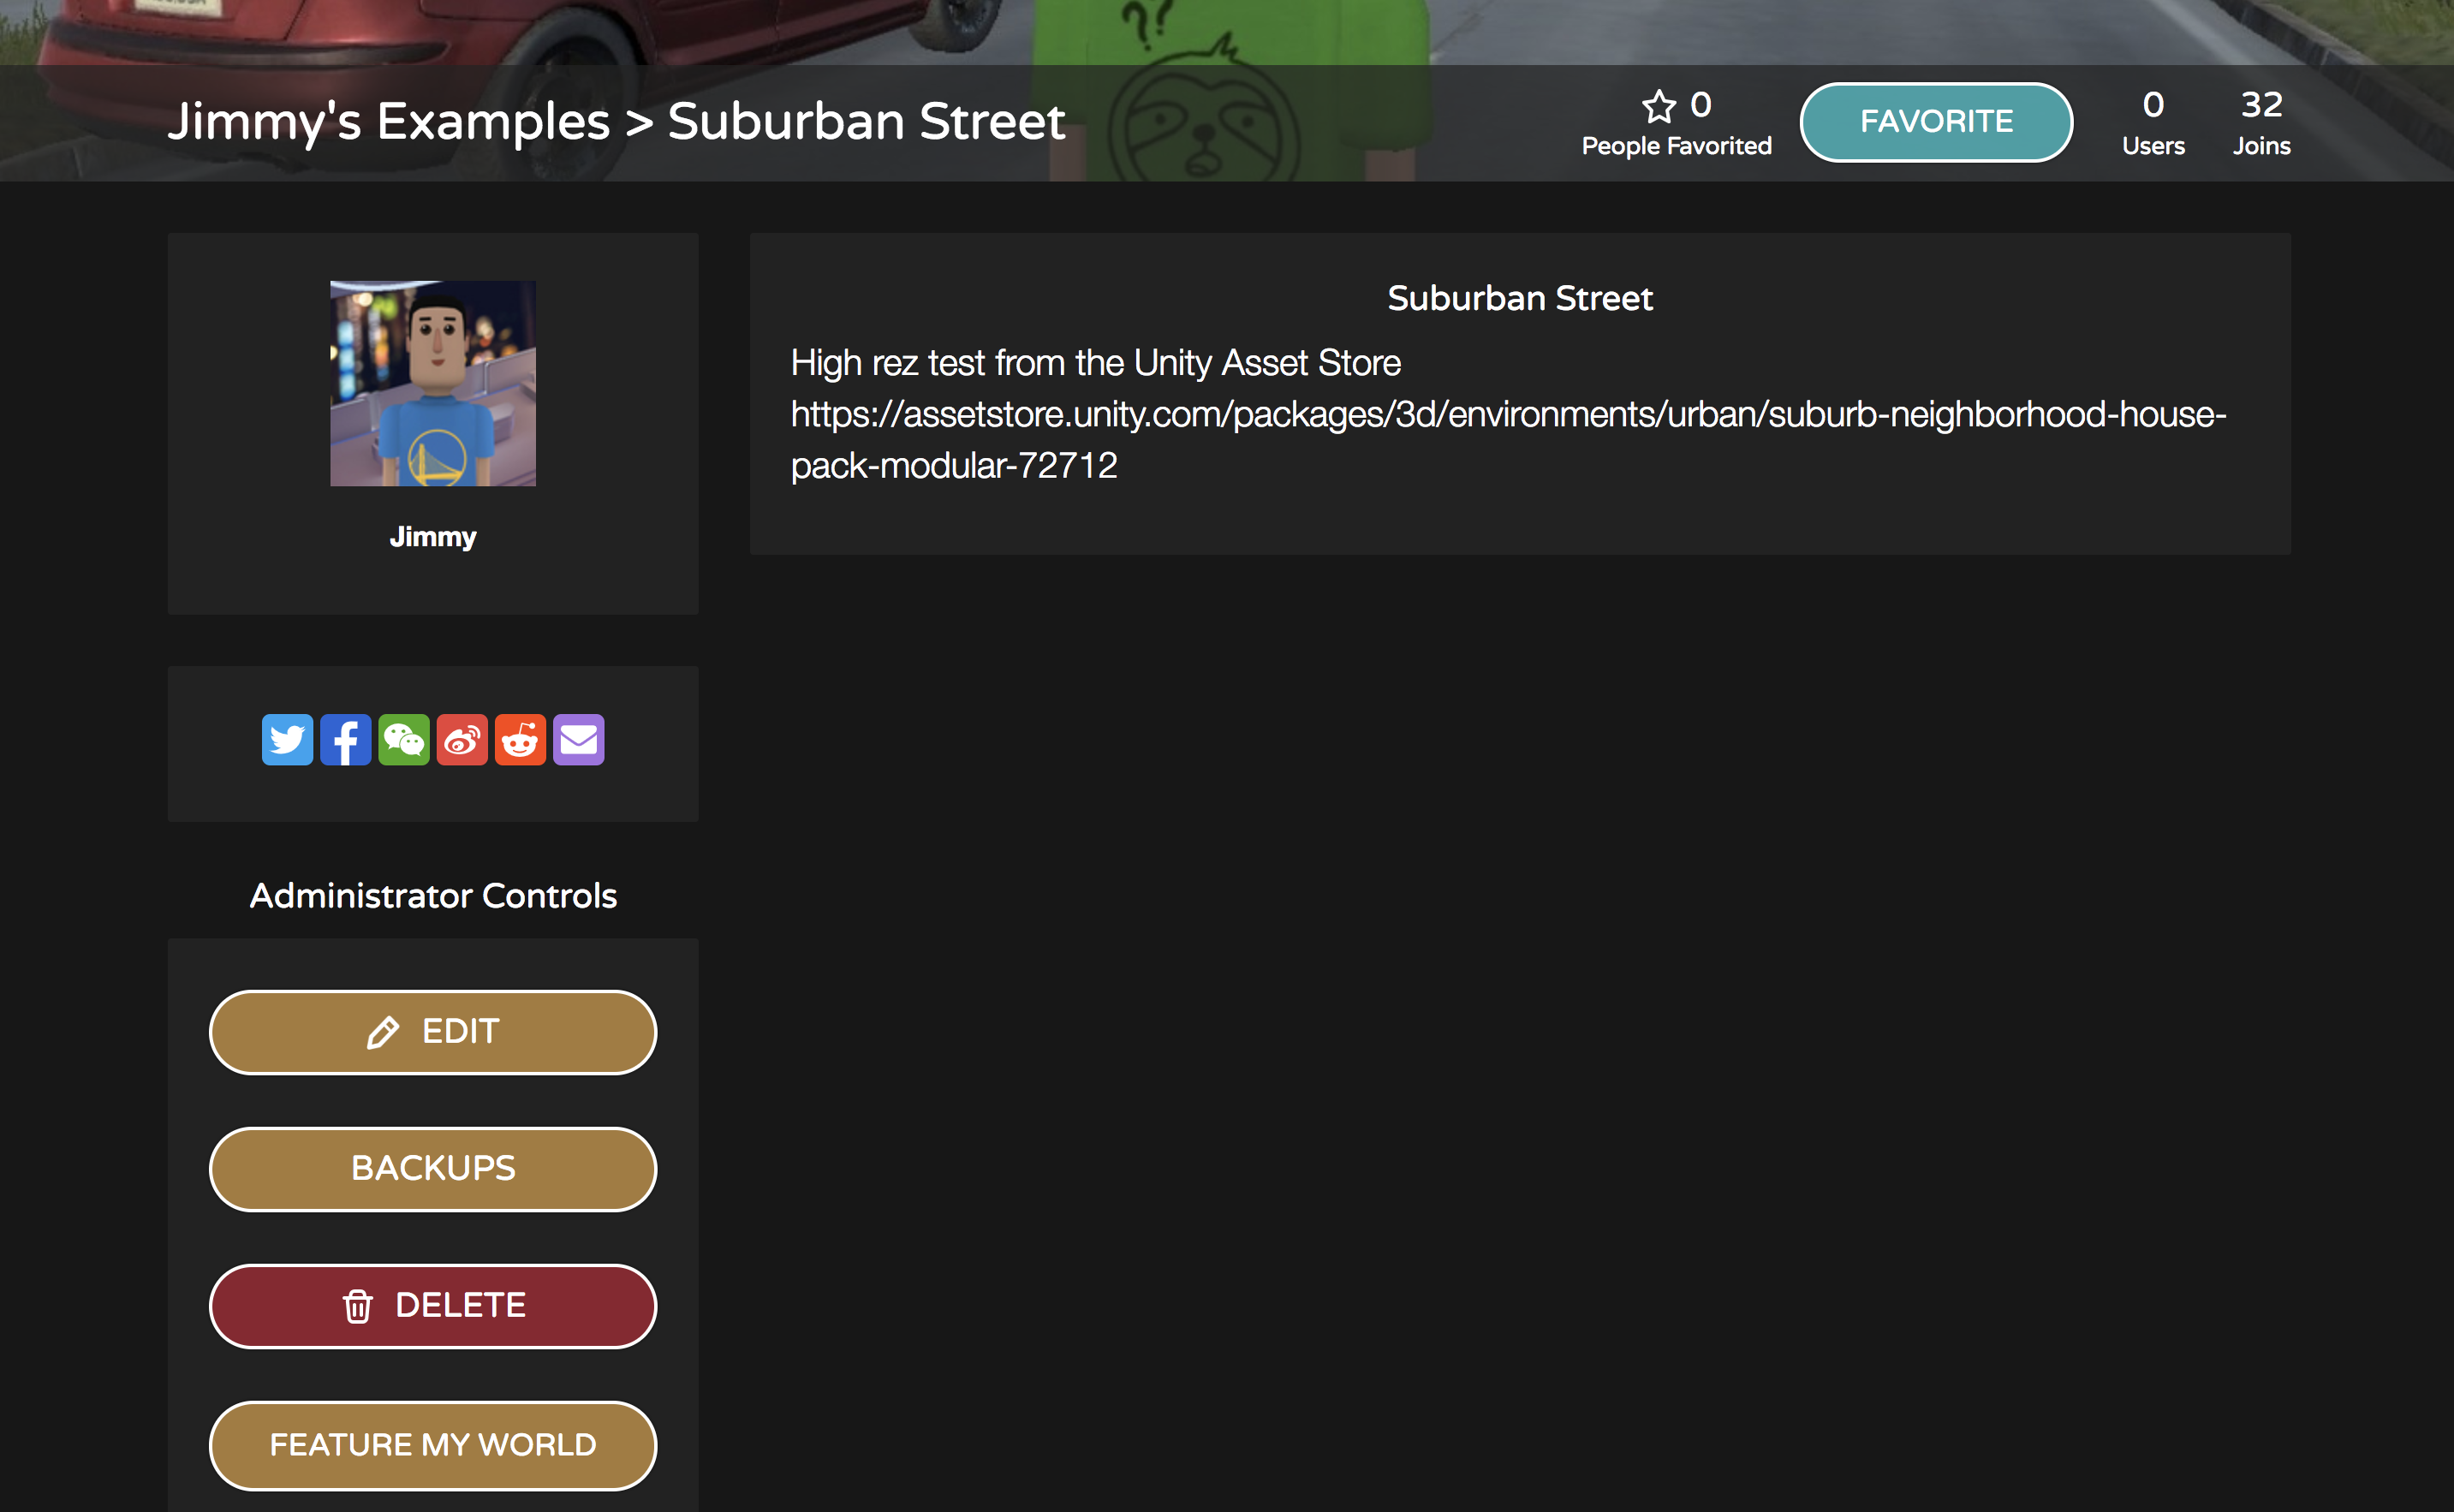 ??
Jimmy's Examples > Suburban Street
0
People Favorited
FAVORITE
0
Users
32
Joins
Jimmy
Suburban Street
High rez test from the Unity Asset Store
https://assetstore.unity.com/packages/3d/environments/urban/suburb-neighborhood-house-
pack-modular-72712
Administrator Controls
EDIT
BACKUPS
DELETE
FEATURE MY WORLD